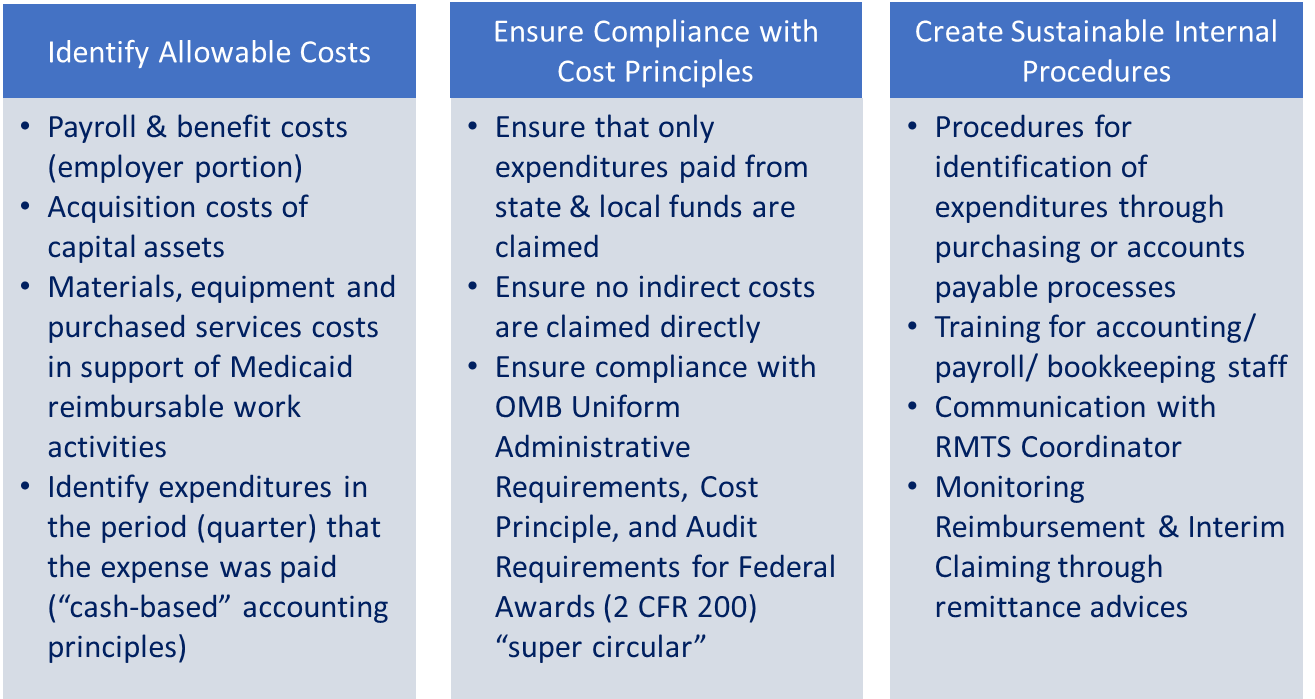 Identify Allowable Costs
• Payroll & benefit costs
(employer portion)
• Acquisition costs of
capital assets
• Materials, equipment and
purchased services costs
in support of Medicaid
reimbursable work
activities
• Identify expenditures in
the period (quarter) that
the expense was paid
(“cash-based” accounting
principles)
Ensure Compliance with
Cost Principles
• Ensure that only
expenditures paid from
state & local funds are
claimed
• Ensure no indirect costs
are claimed directly
• Ensure compliance with
OMB Uniform
Administrative
Requirements, Cost
Principle, and Audit
Requirements for Federal
Awards (2 CFR 200)
“super circular”
Create Sustainable Internal
Procedures
• Procedures for
identification of
expenditures through
purchasing or accounts
payable processes
• Training for accounting/
payroll/ bookkeeping staff
• Communication with
RMTS Coordinator
• Monitoring
Reimbursement & Interim
Claiming through
remittance advices